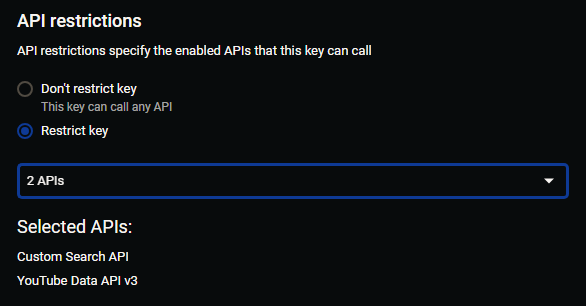 API restrictions
API restrictions specify the enabled APIs that this key can call
Don't restrict key
This key can call any API
Restrict key
2 APIs
Selected APIs:
Custom Search API
YouTube Data API v3